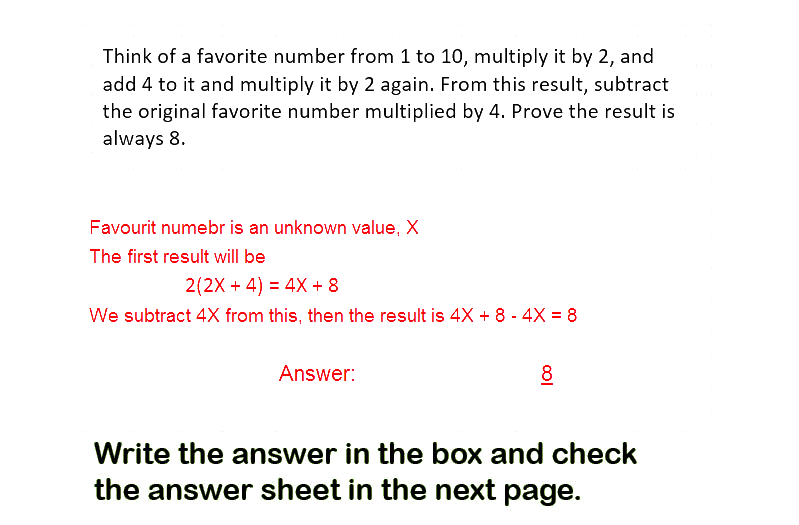 Think of a favorite number from 1 to 10, multiply it by 2, and
add 4 to it and multiply it by 2 again. From this result, subtract
the original favorite number multiplied by 4. Prove the result is
always 8.
Favourit numebr is an unknown value, X
The first result will be
2(2X + 4) = 4X + 8
We subtract 4X from this, then the result is 4X + 8 - 4X = 8
Answer: 8
Write the answer in the box and check
the answer sheet in the next page.